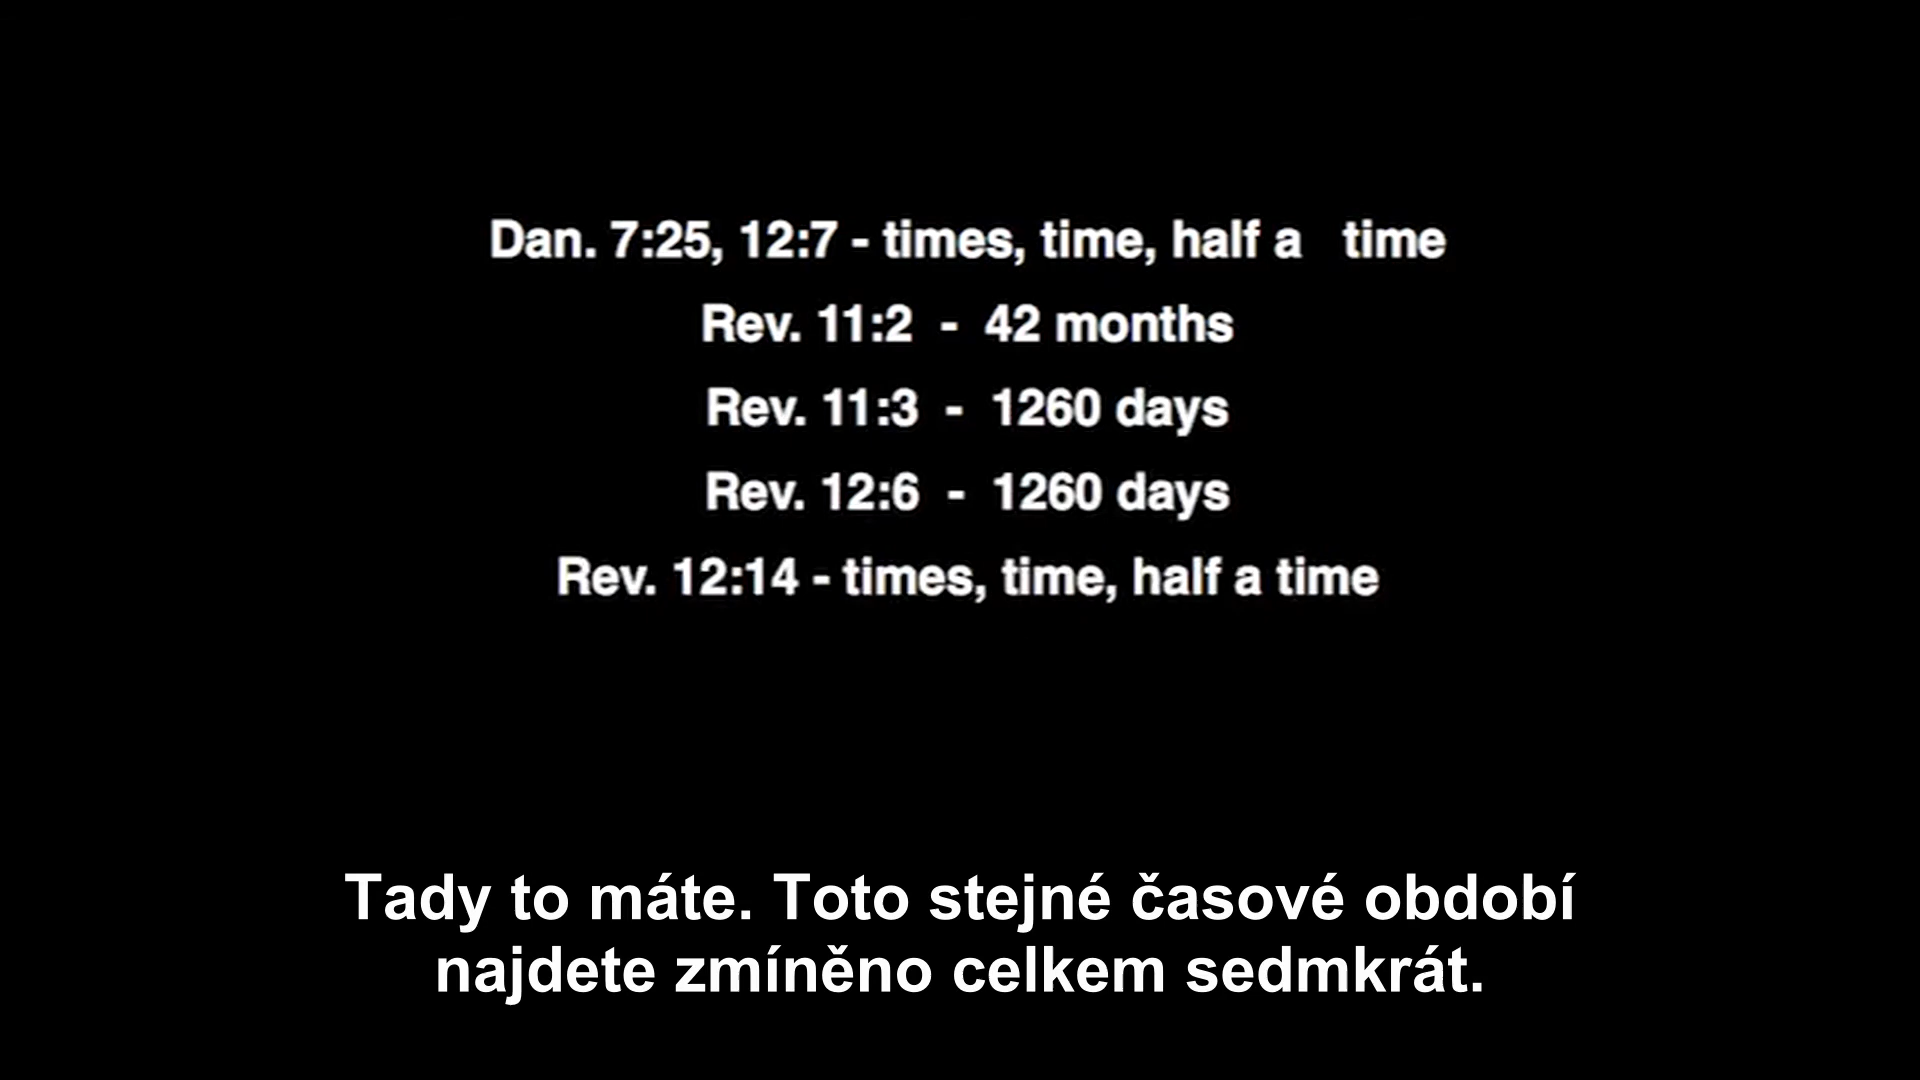 Dan. 7:25, 12:7 - times, time, half a time
Rev. 11:2 - 42 months
Rev. 11:3 - 1260 days
Rev. 12:6 - 1260 days
Rev. 12:14 - times, time, half a time
Tady to máte. Toto stejné časové období
najdete zmíněno celkem sedmkrát.